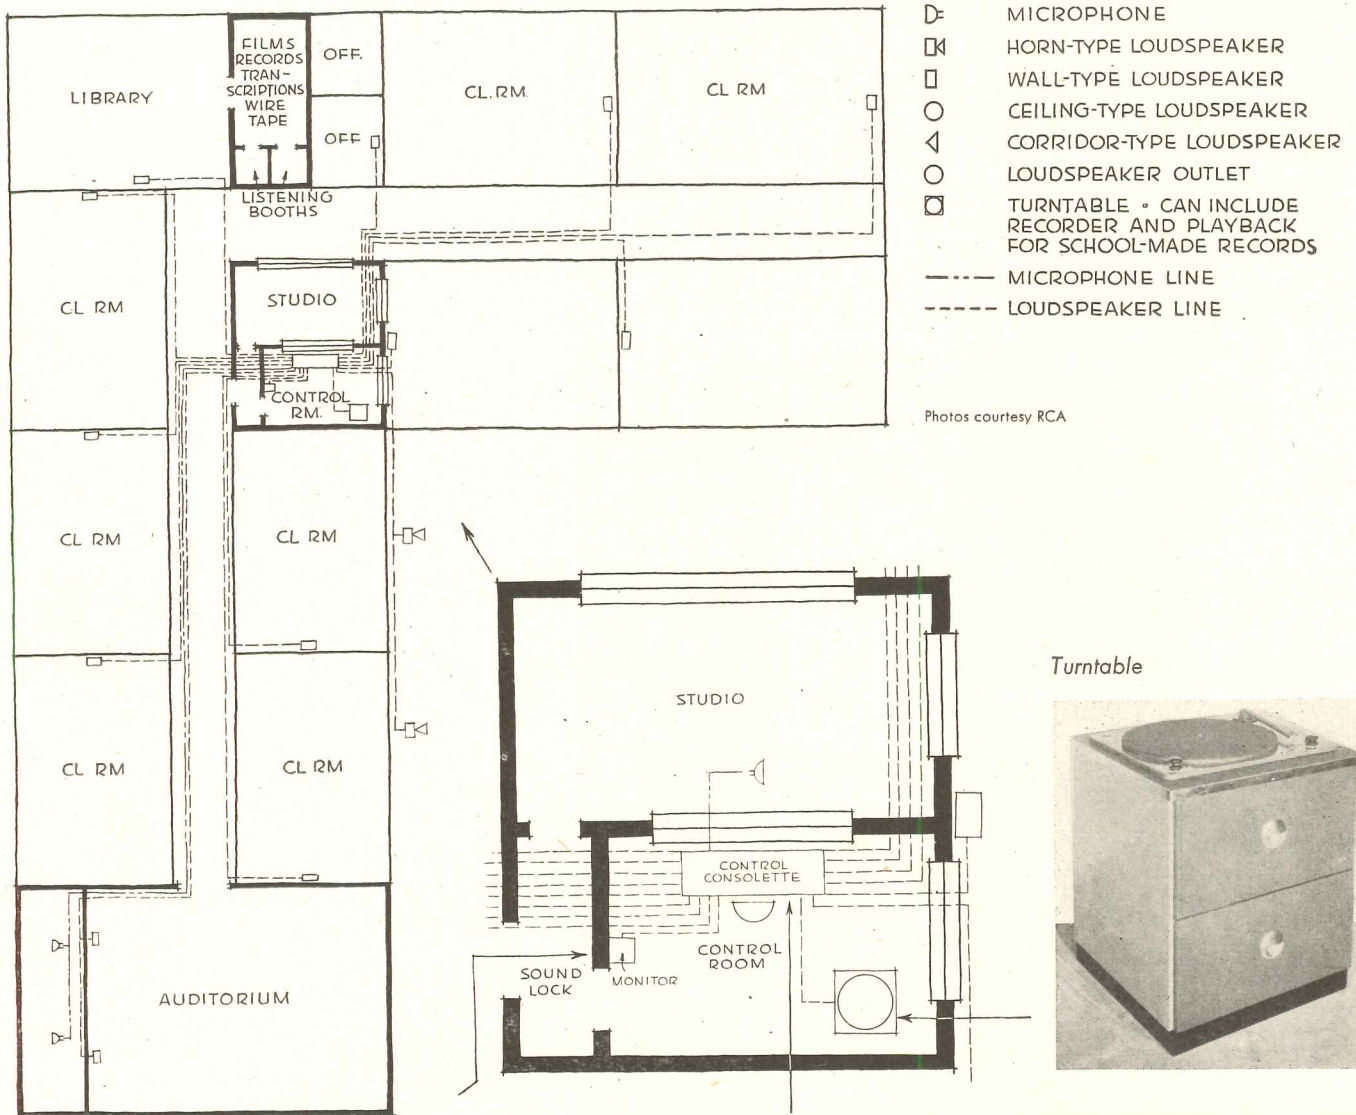 LIBRARY
FILMS
RECORDS
TRAN-
SCRIPTIONS
WIRE
TAPE
OFF.
OFF
CL. RM.
CL RM
LISTENING
BOOTHS
CL RM
STUDIO
CONTROL
RM.
CL RM
CL RM
CL RM
CL RM
AUDITORIUM
MICROPHONE
HORN-TYPE LOUDSPEAKER
WALL-TYPE LOUDSPEAKER
CEILING-TYPE LOUDSPEAKER
CORRIDOR-TYPE LOUDSPEAKER
LOUDSPEAKER OUTLET
TURNTABLE • CAN INCLUDE
RECORDER AND PLAYBACK
FOR SCHOOL-MADE RECORDS
MICROPHONE LINE
LOUDSPEAKER LINE
Photos courtesy RCA
STUDIO
CONTROL
CONSOLETTE
CONTROL
ROOM
SOUND
LOCK
MONITOR
Turntable